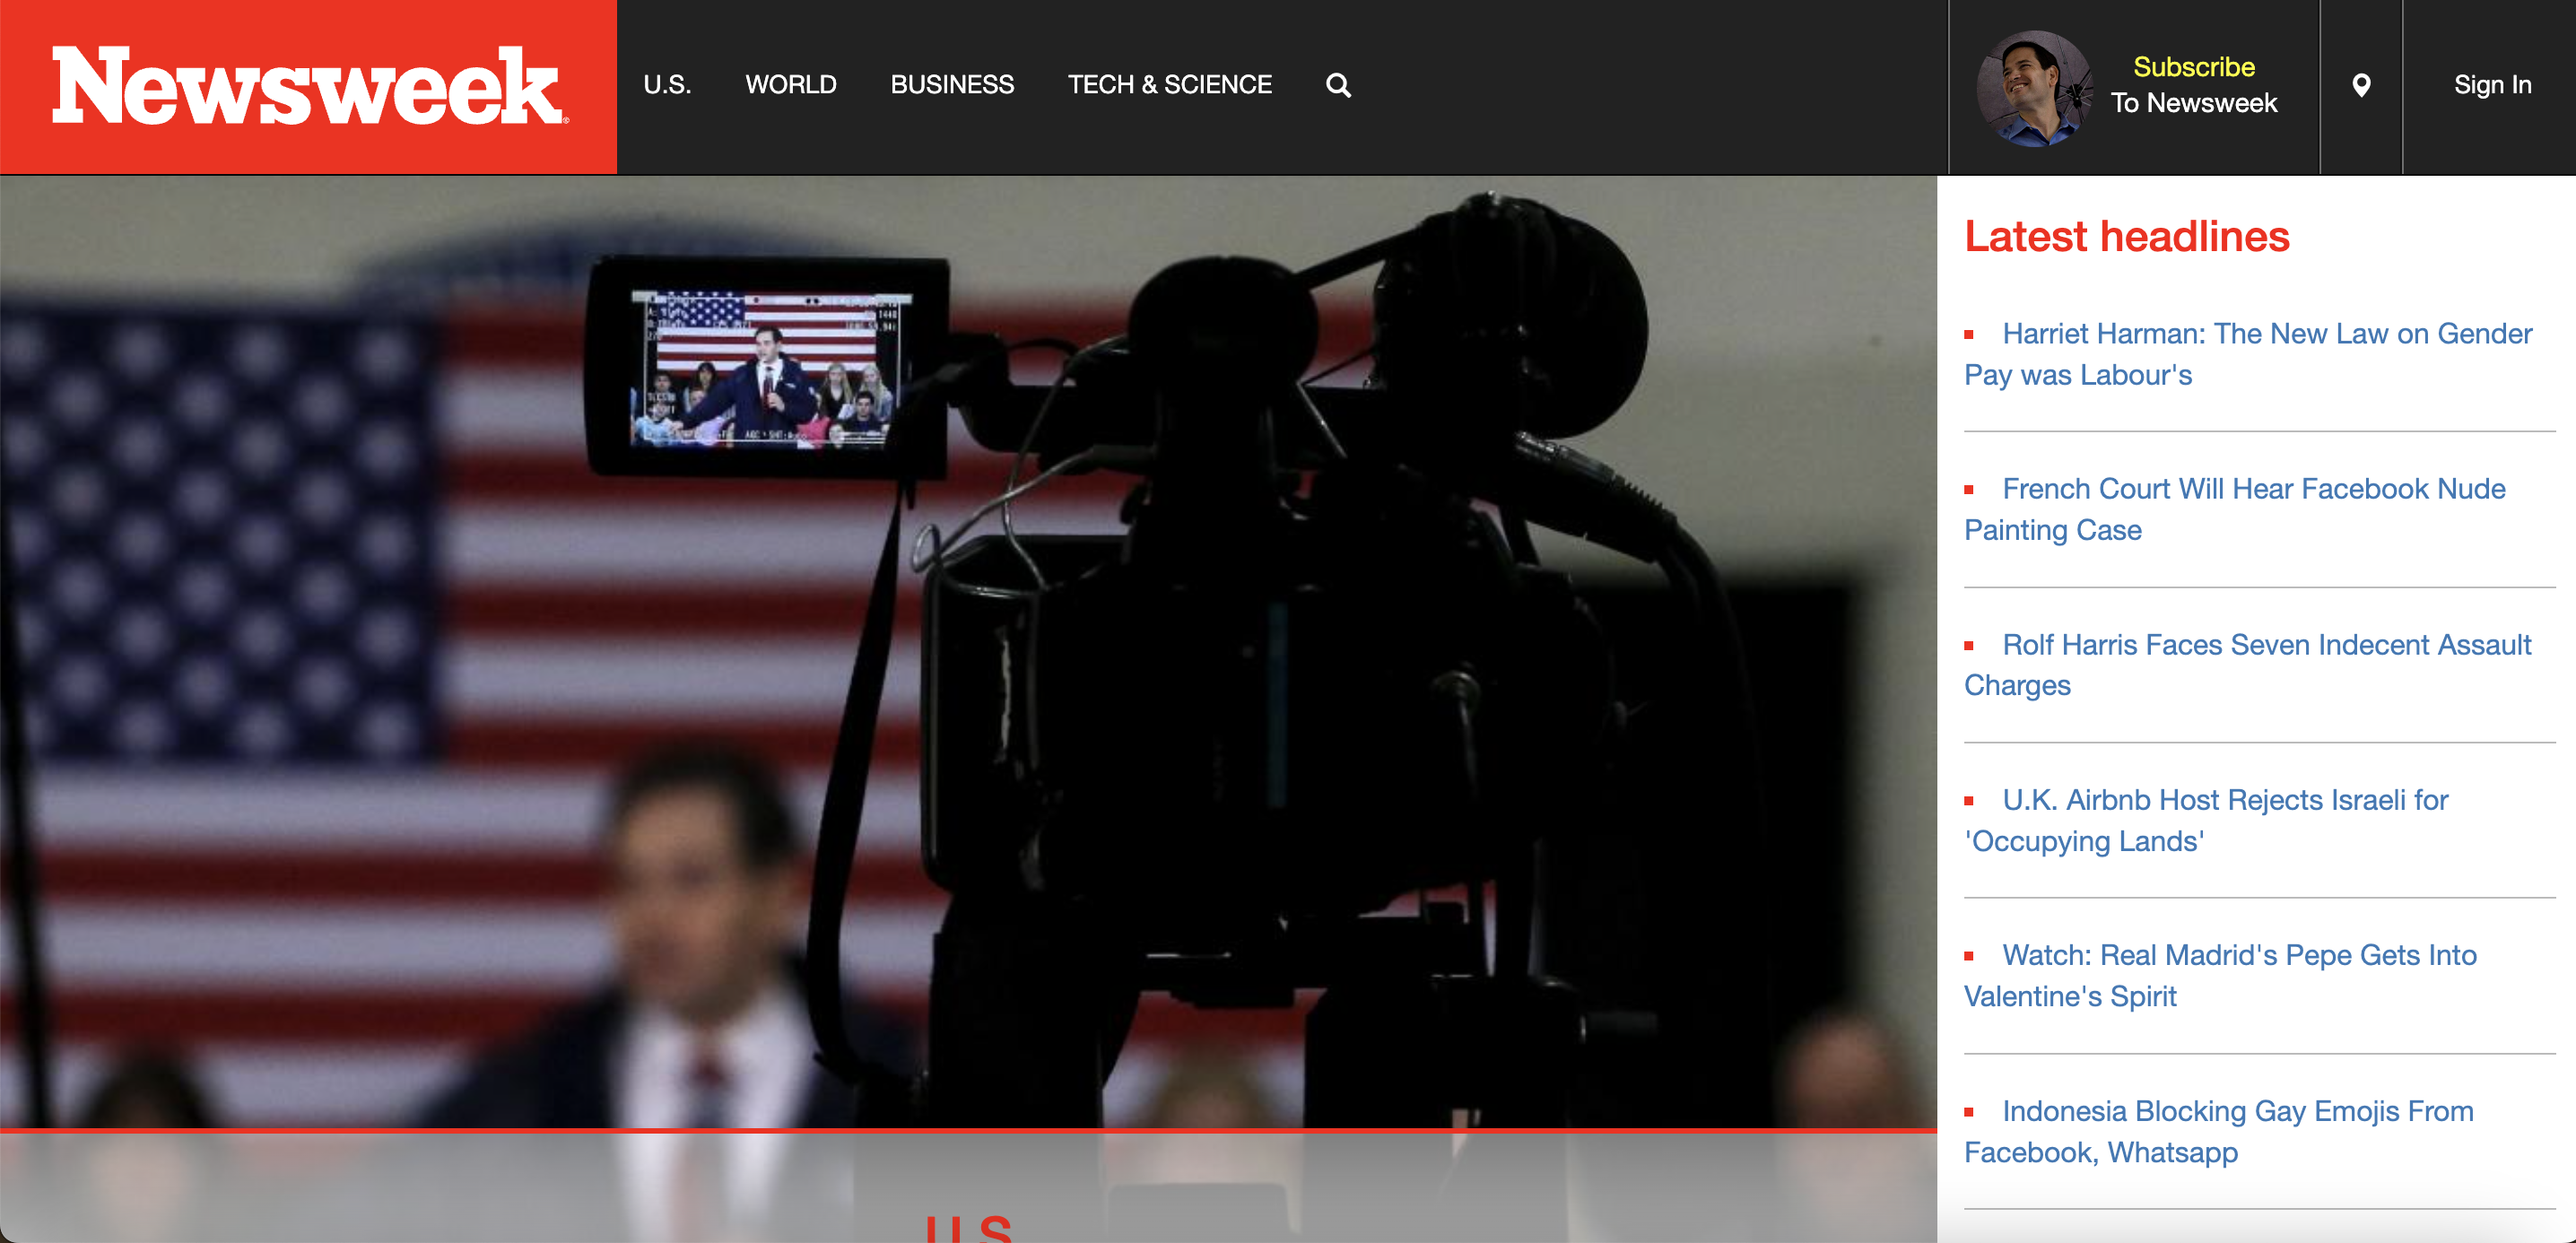 Newsweek
U.S.
WORLD
BUSINESS
TECH & SCIENCE
Subscribe
To Newsweek
Sign In
Latest headlines
Harriet Harman: The New Law on Gender
Pay was Labour's
French Court Will Hear Facebook Nude
Painting Case
Rolf Harris Faces Seven Indecent Assault
Charges
U.K. Airbnb Host Rejects Israeli for
'Occupying Lands'
Watch: Real Madrid's Pepe Gets Into
Valentine's Spirit
Indonesia Blocking Gay Emojis From
Facebook, Whatsapp
U.S.